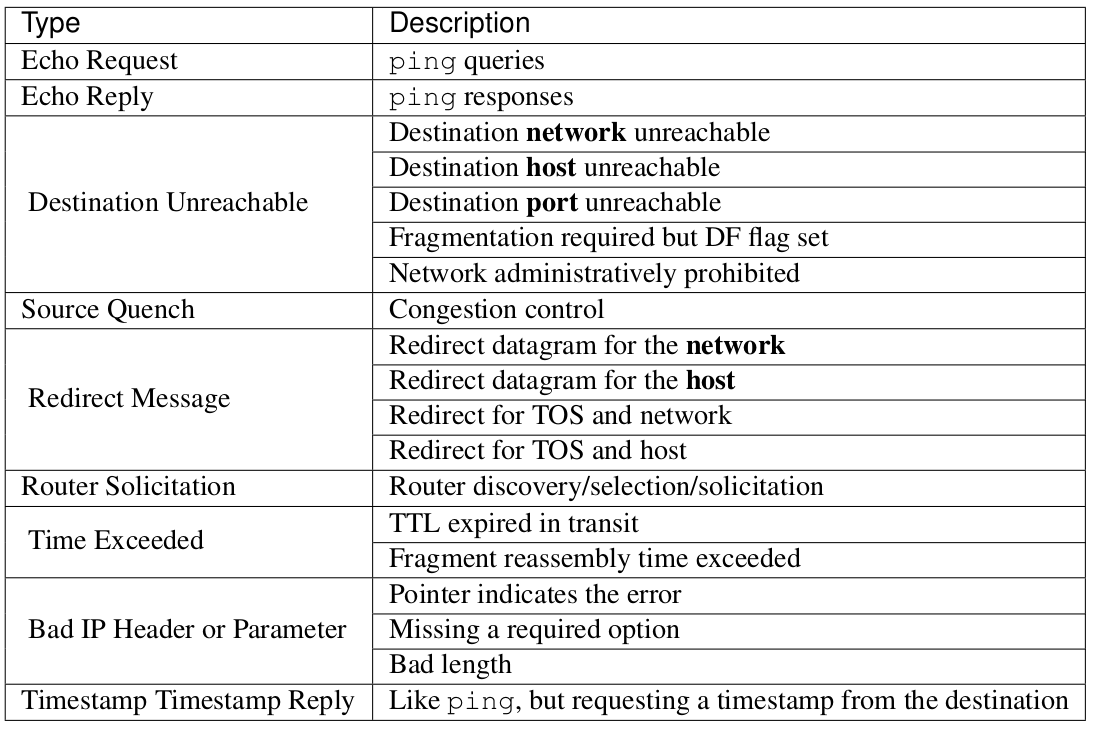 Type Description
Echo Request ping queries
Echo Reply ping responses
Destination Unreachable
Destination network unreachable
Destination host unreachable
Destination port unreachable
Fragmentation required but DF flag set
Network administratively prohibited
Source Quench Congestion control
Redirect Message
Redirect datagram for the network
Redirect datagram for the host
Redirect for TOS and network
Redirect for TOS and host
Router Solicitation Router discovery/selection/solicitation
Time Exceeded
TTL expired in transit
Fragment reassembly time exceeded
Bad IP Header or Parameter
Pointer indicates the error
Missing a required option
Bad length
Timestamp Timestamp Reply Like ping, but requesting a timestamp from the destination